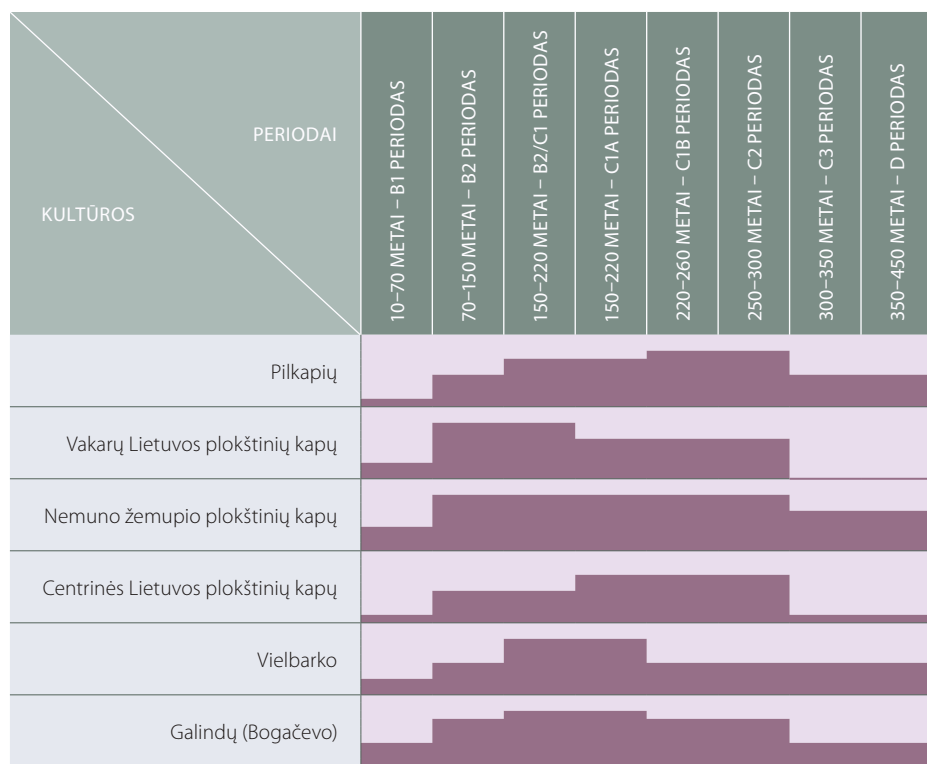 PERIODAI
KULTŪROS
10–70 METAI – B1 PERIODAS
70–150 METAI – B2 PERIODAS
150–220 METAI – B2/C1 PERIODAS
150–220 METAI – C1A PERIODAS
220–260 METAI – C1B PERIODAS
250–300 METAI – C2 PERIODAS
300–350 METAI – C3 PERIODAS
350–450 METAI – D PERIODAS
Pilkapių
Vakarų Lietuvos plokštinių kapų
Nemuno žemupio plokštinių kapų
Centrinės Lietuvos plokštinių kapų
Vielbarko
Galindų (Bogačevo)